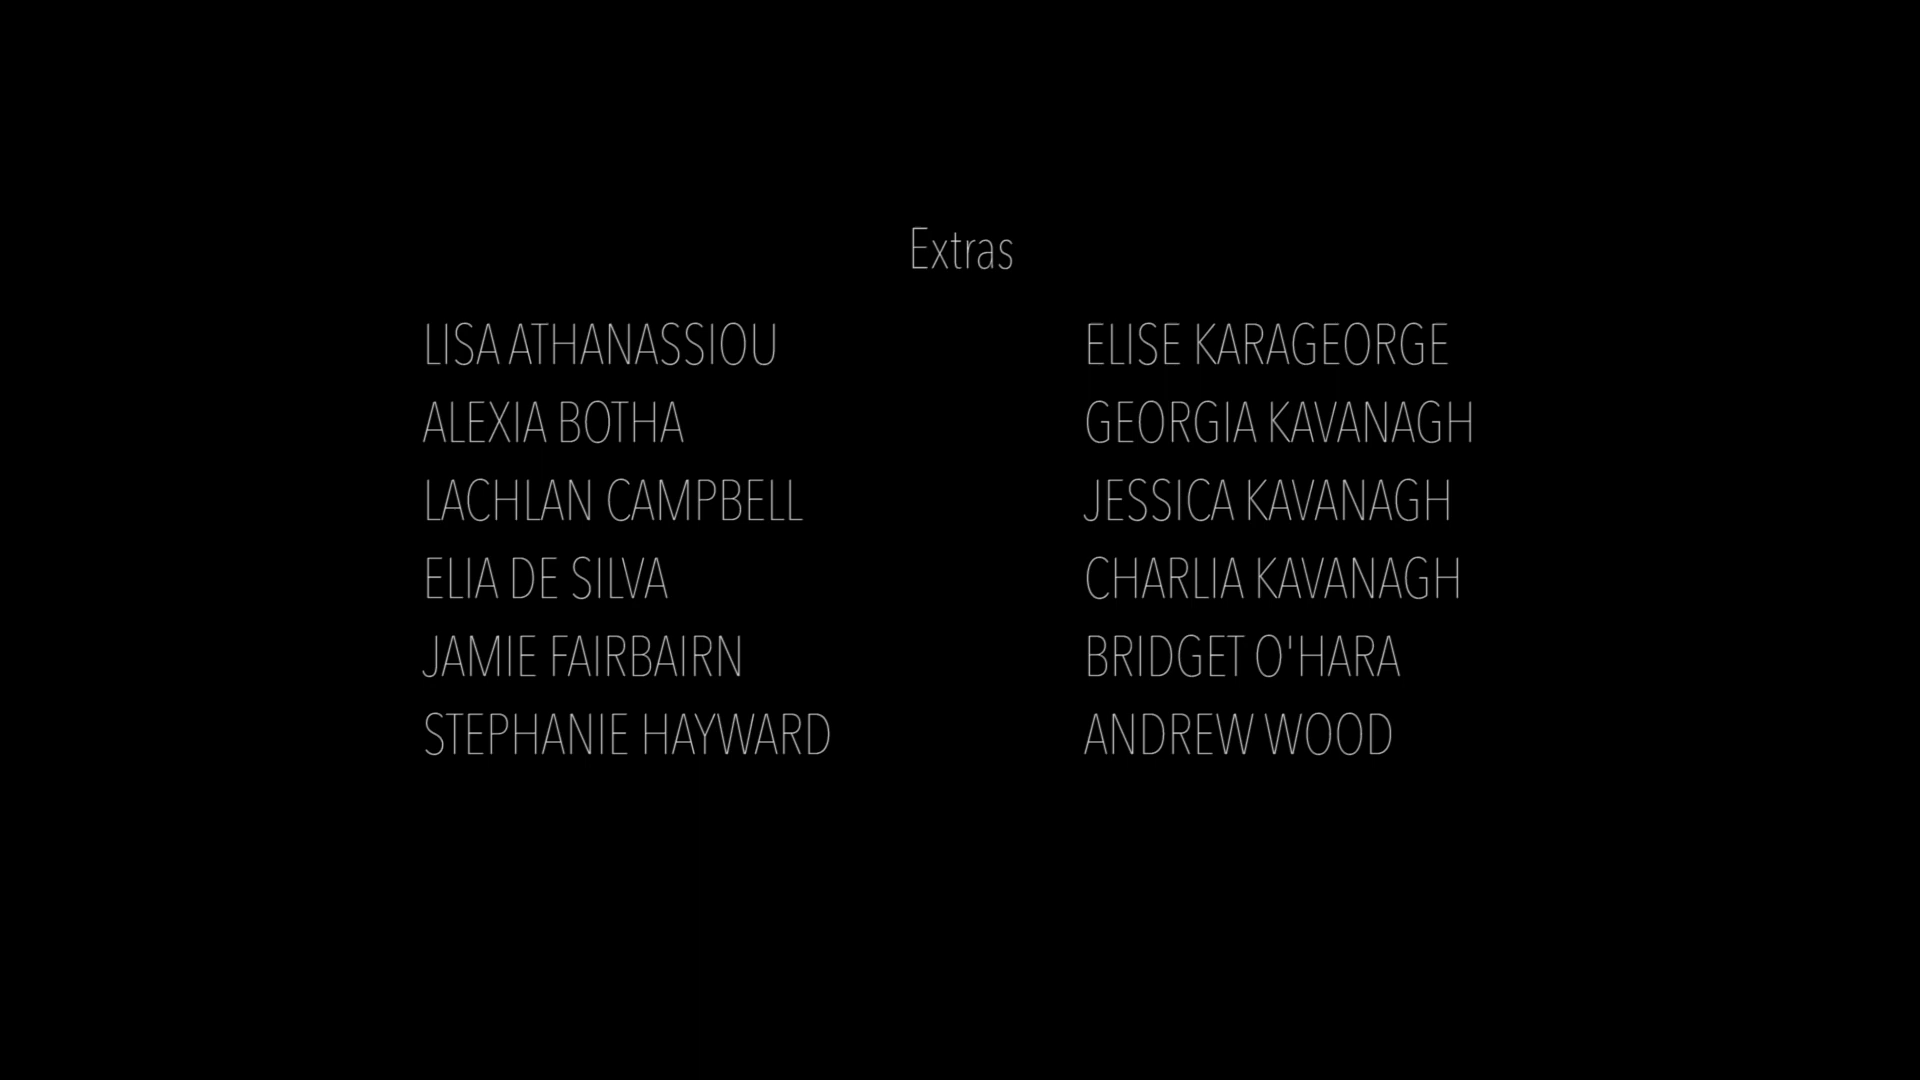 Extras
LISA ATHANASSIOU
ALEXIA BOTHA
LACHLAN CAMPBELL
ELIA DE SILVA
JAMIE FAIRBAIRN
STEPHANIE HAYWARD
ELISE KARAGEORGE
GEORGIA KAVANAGH
JESSICA KAVANAGH
CHARLIA KAVANAGH
BRIDGET O'HARA
ANDREW WOOD